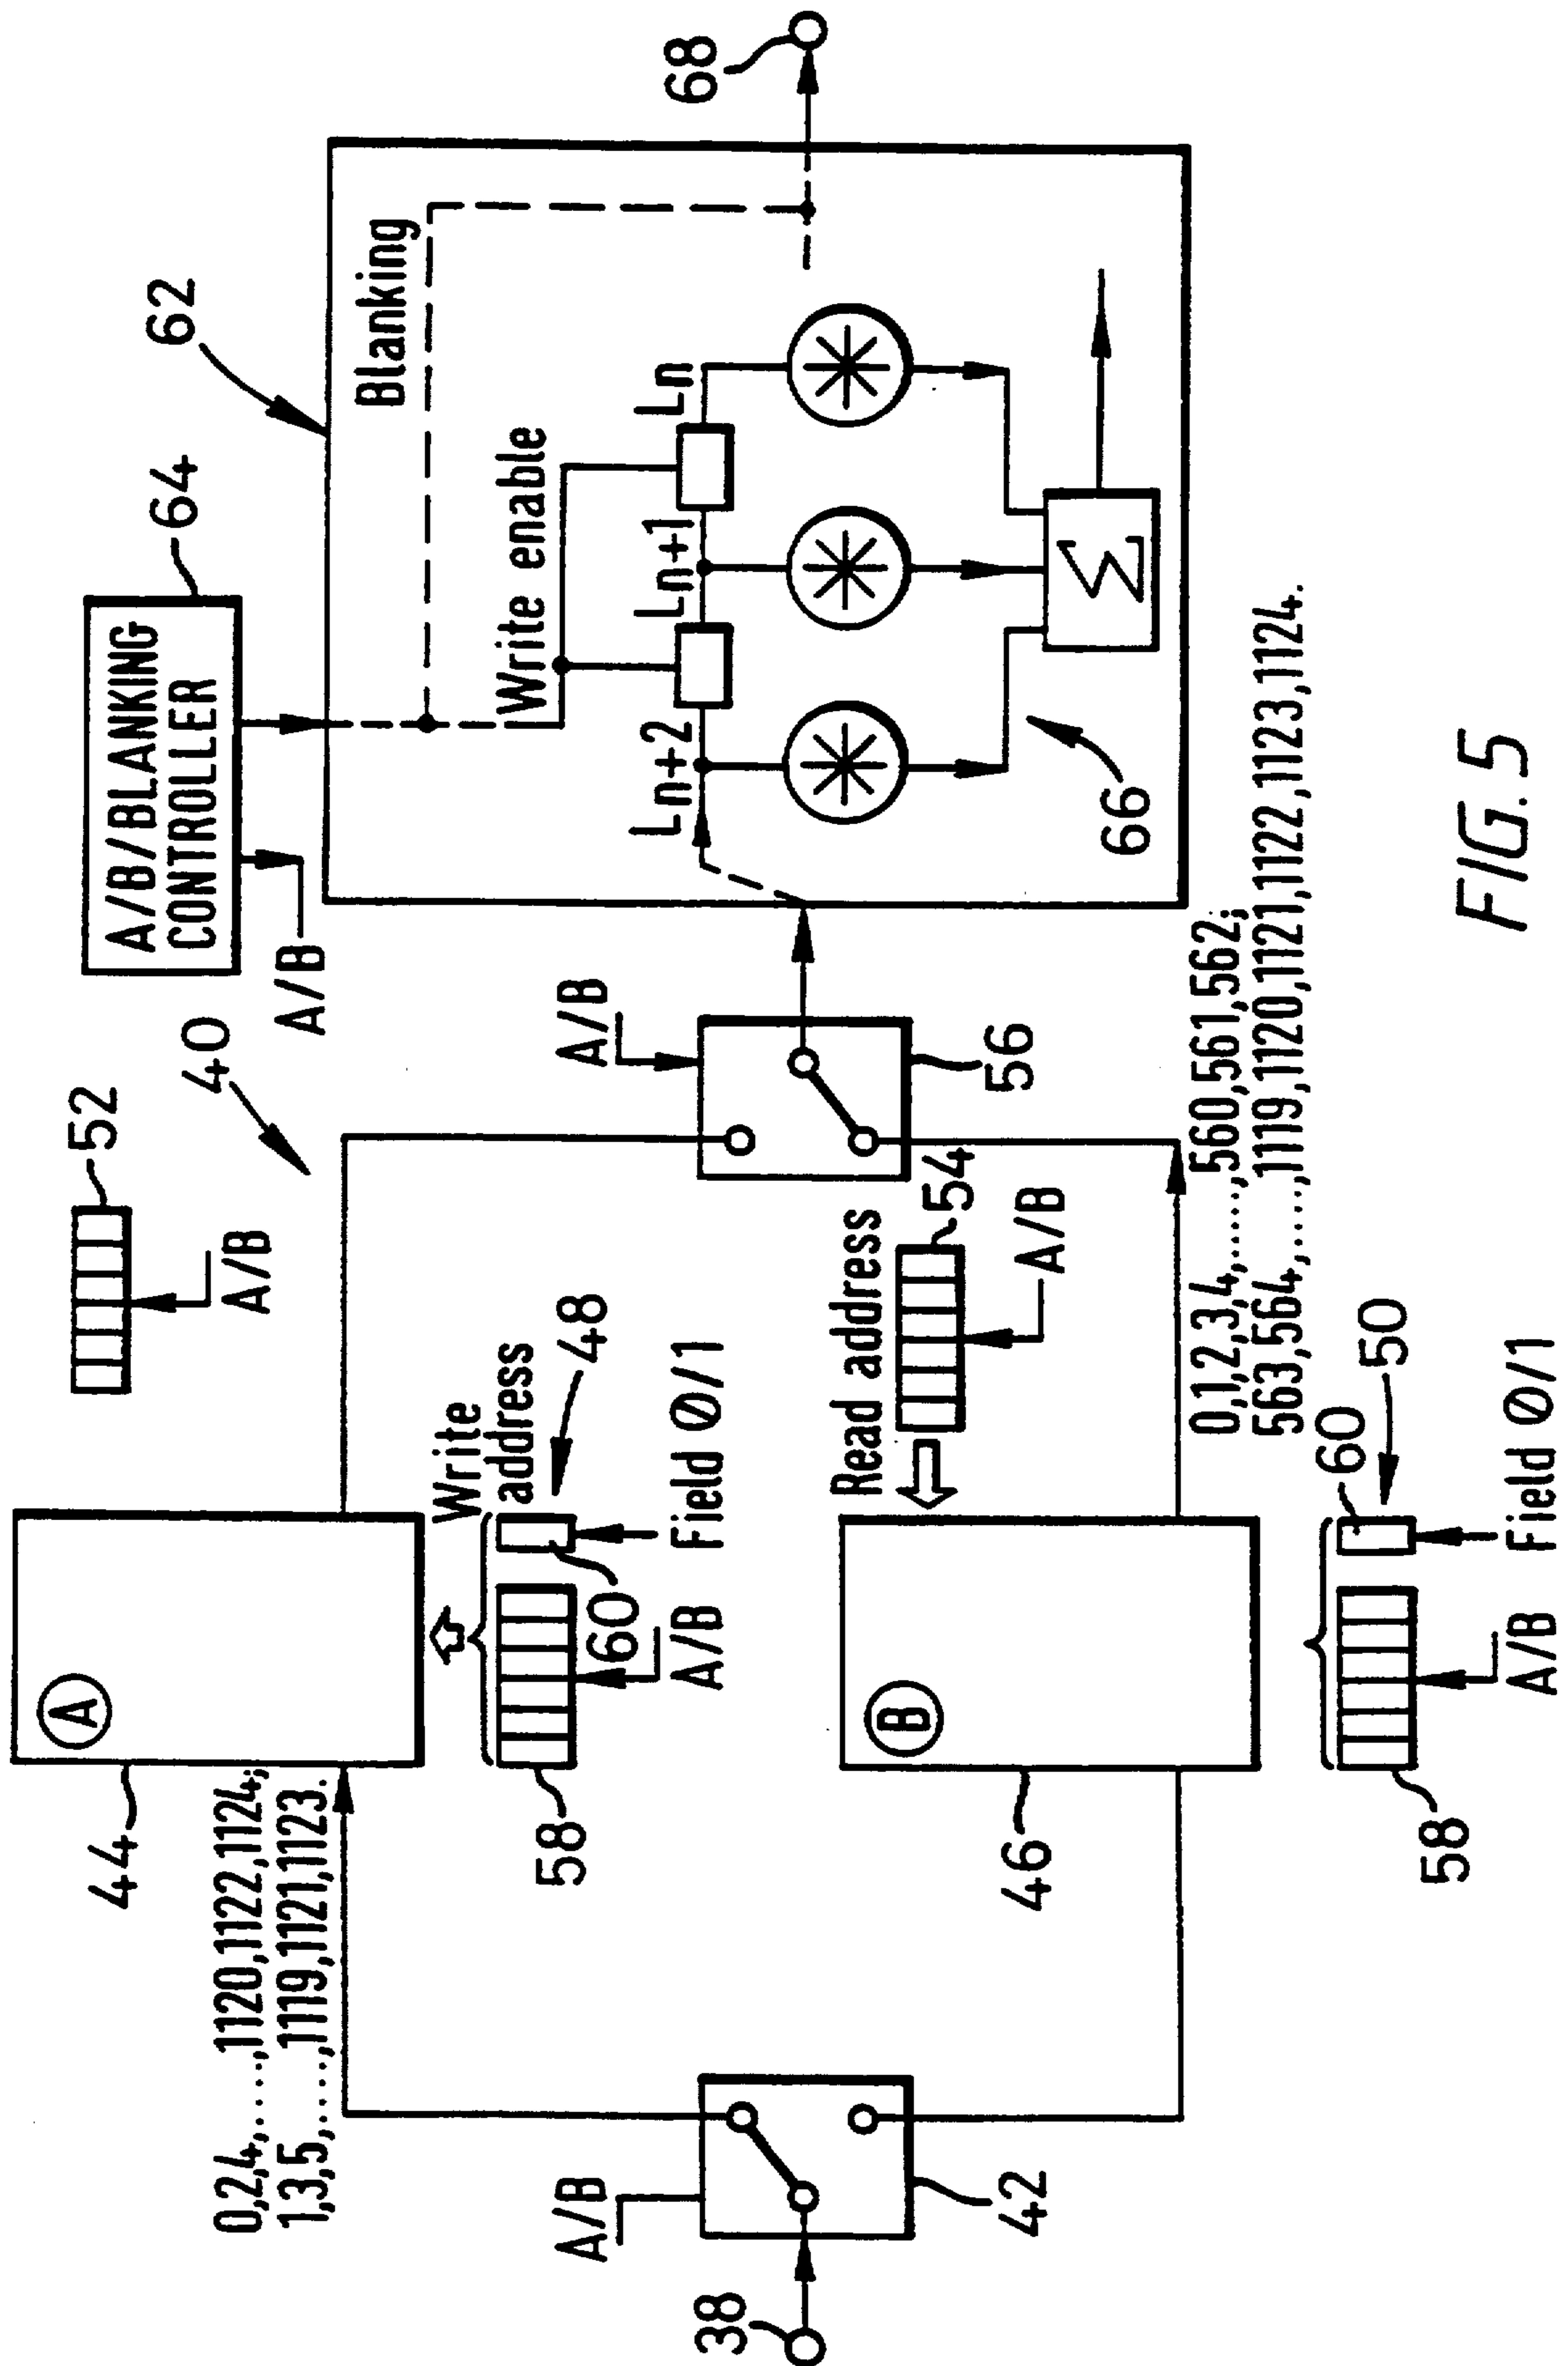 A/B/BLANKING
CONTROLLER
64
62
68
A/B
40
52
A/B
Blanking
Write enable
Ln+2
Ln+1
Ln
66
Σ
44
A
0,2,4,.....,1120,1122,1124;
1,3,5,.....,1119,1121,1123.
Write
address
48
58
60
A/B
Field Ø/1
A/B
42
38
A/B
56
Read address
54
A/B
46
B
0,1,2,3,4,.....,560,561,562;
563,564,.....,1119,1120,1121,1122,1123,1124.
60
50
58
A/B
Field Ø/1
FIG. 5